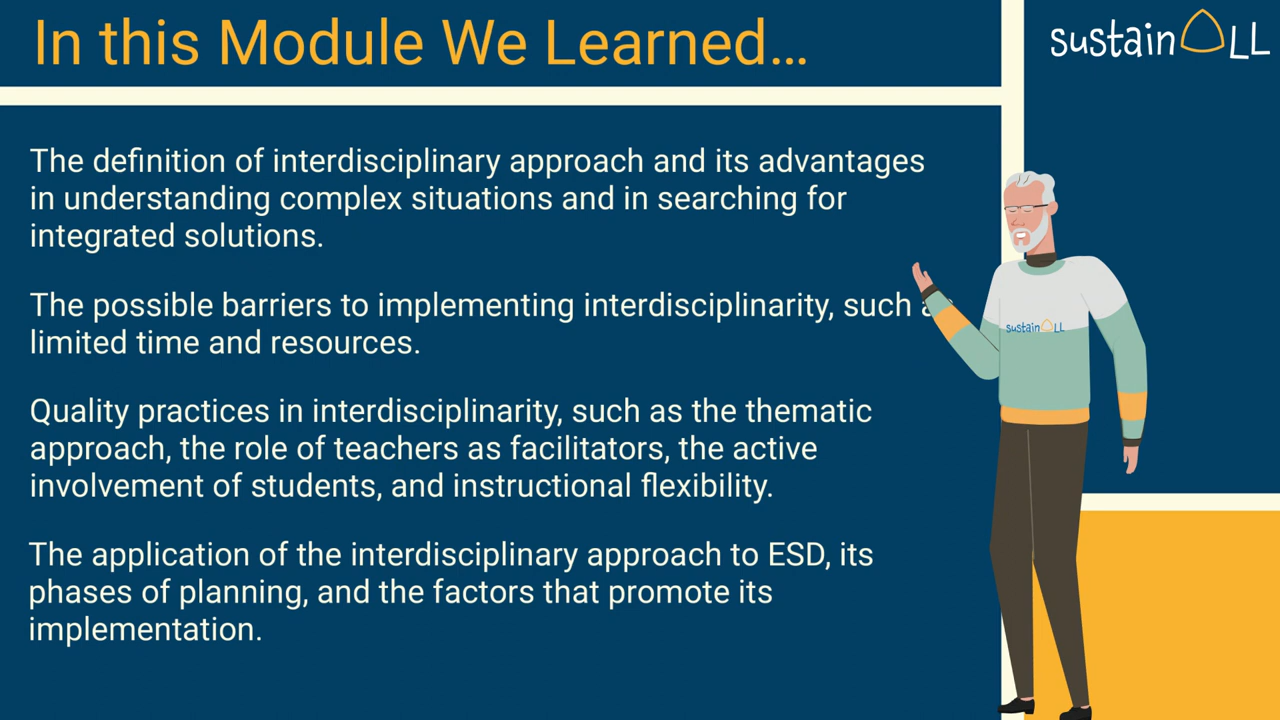 In this Module We Learned...
sustain LL
The definition of interdisciplinary approach and its advantages
in understanding complex situations and in searching for
integrated solutions.
The possible barriers to implementing interdisciplinarity, such
limited time and resources.
Quality practices in interdisciplinarity, such as the thematic
approach, the role of teachers as facilitators, the active
involvement of students, and instructional flexibility.
The application of the interdisciplinary approach to ESD, its
phases of planning, and the factors that promote its
implementation.
sustain LL